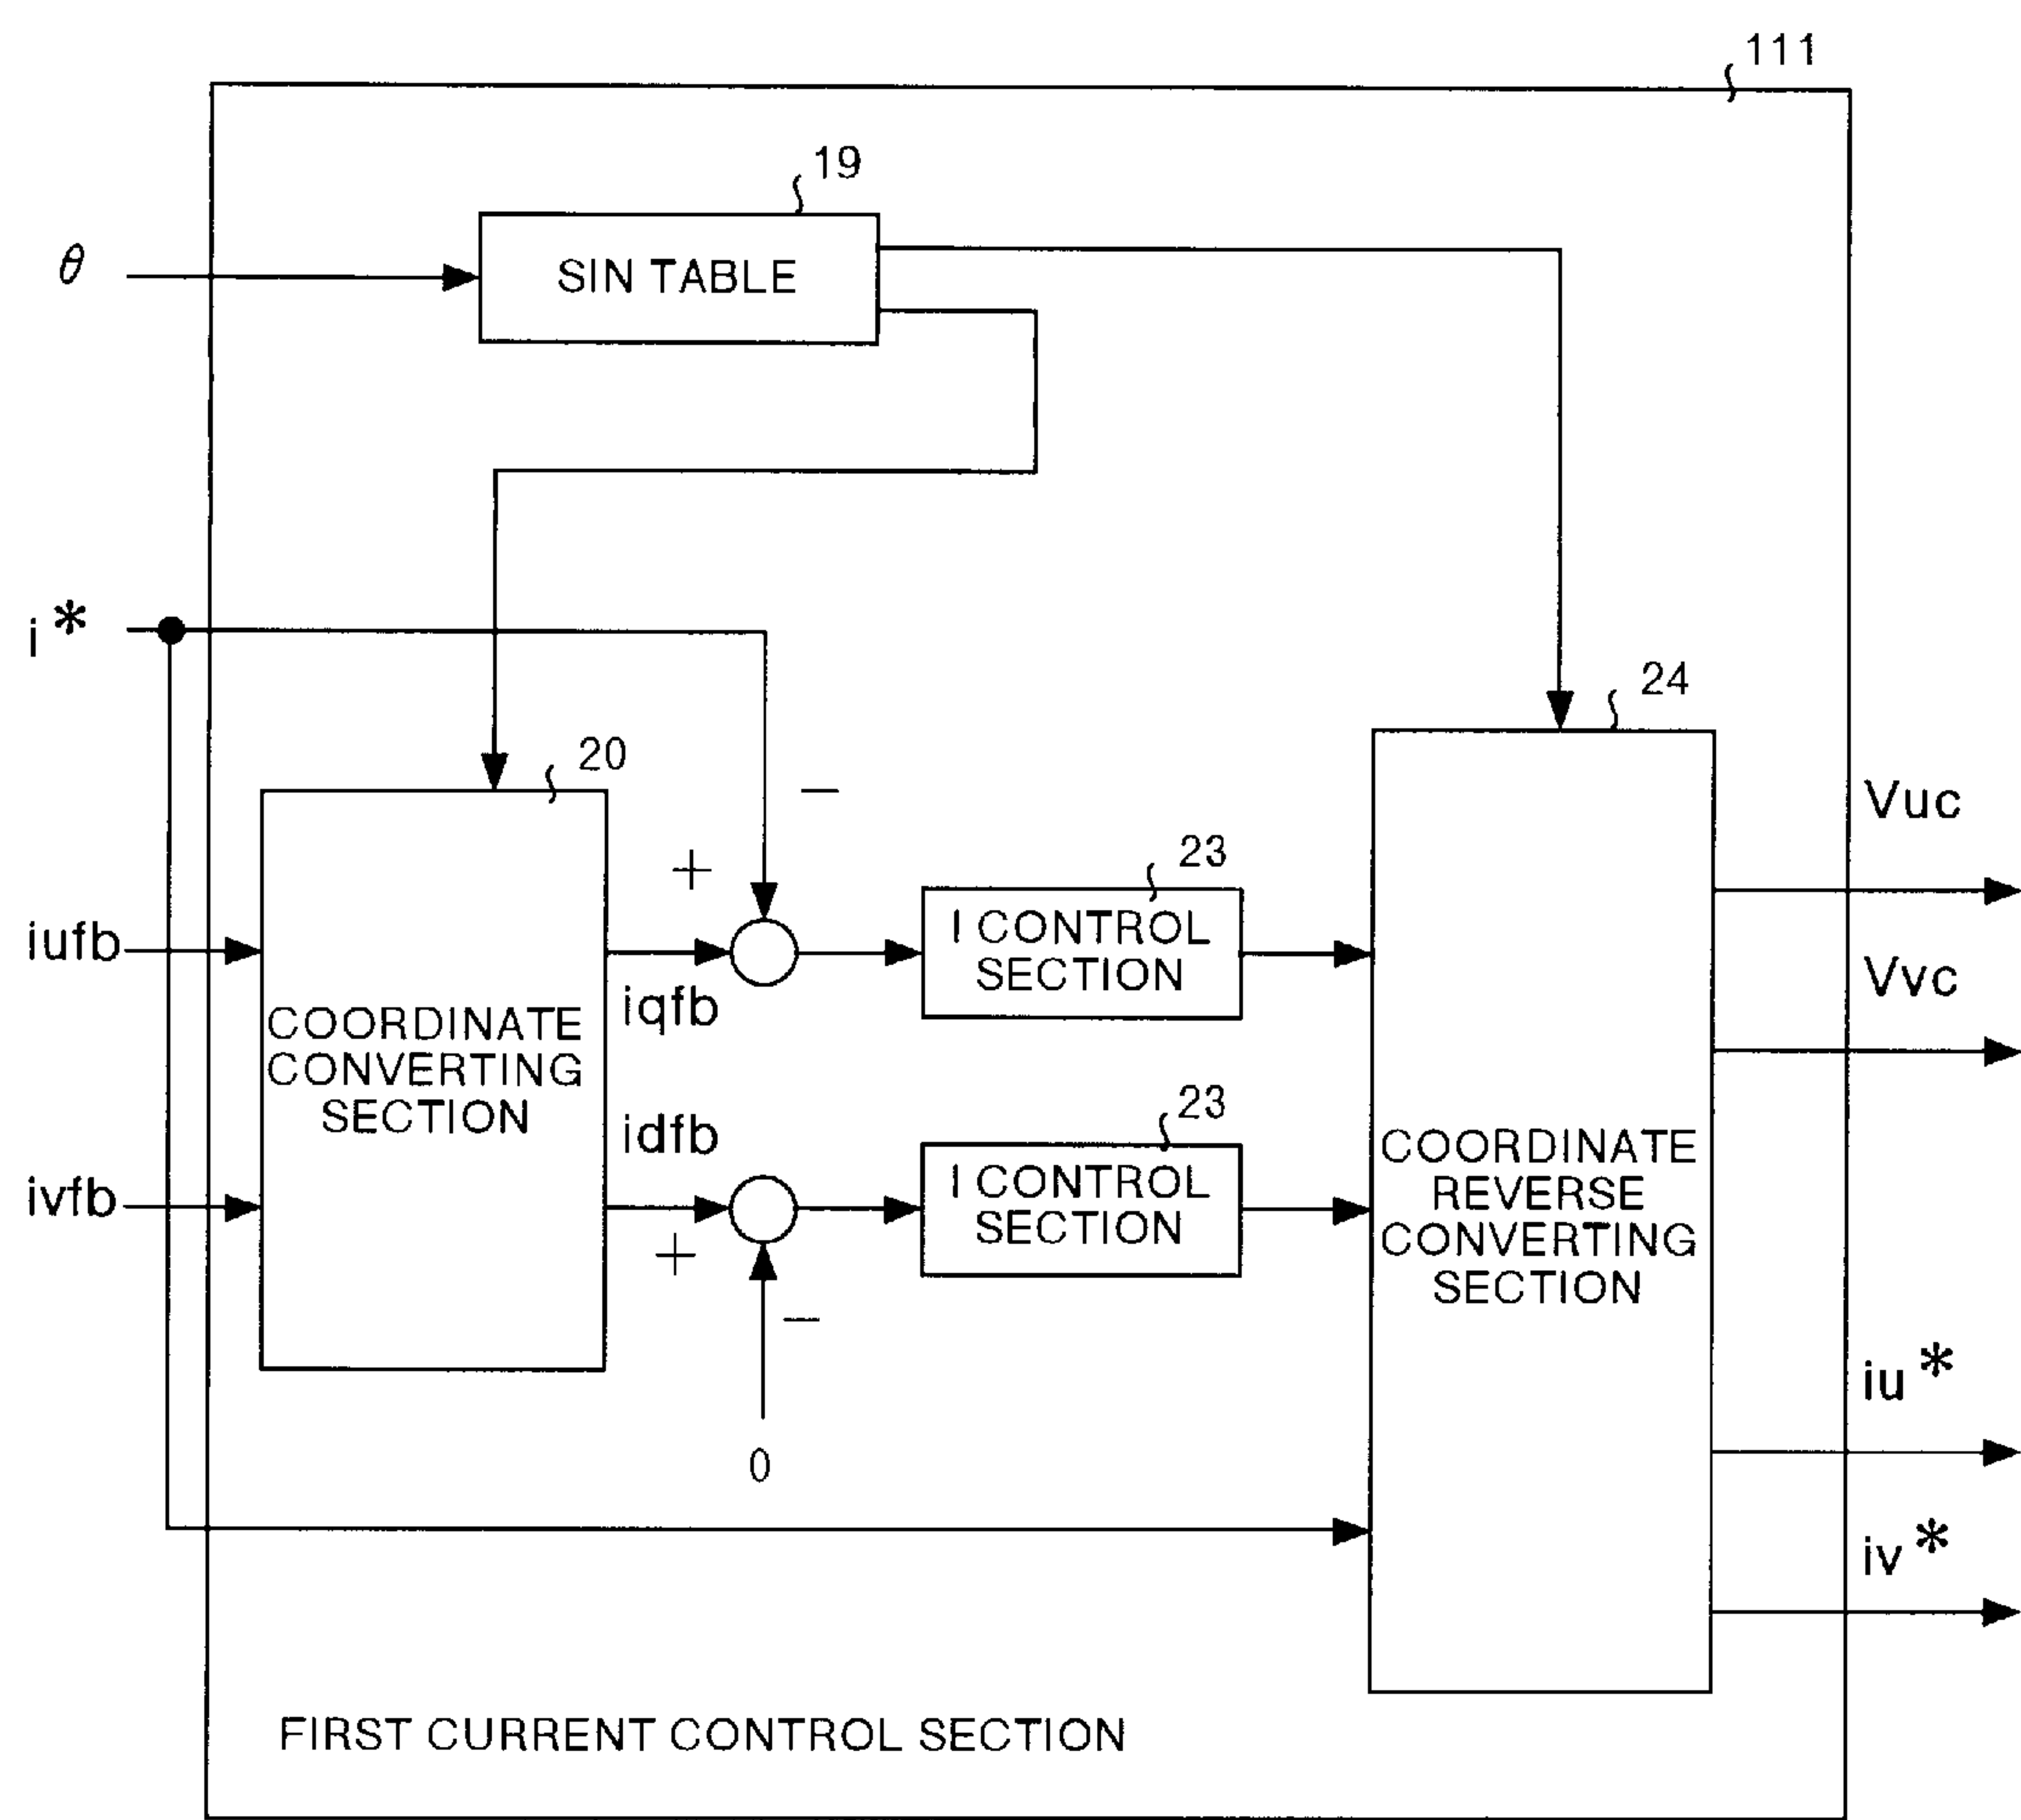 111
19
θ
SIN TABLE
i*
24
20
−
Vuc
+
23
iufb
I CONTROL
SECTION
Vvc
iqfb
COORDINATE
CONVERTING
SECTION
idfb
23
ivfb
I CONTROL
SECTION
COORDINATE
REVERSE
CONVERTING
SECTION
+
−
iu*
0
iv*
FIRST CURRENT CONTROL SECTION